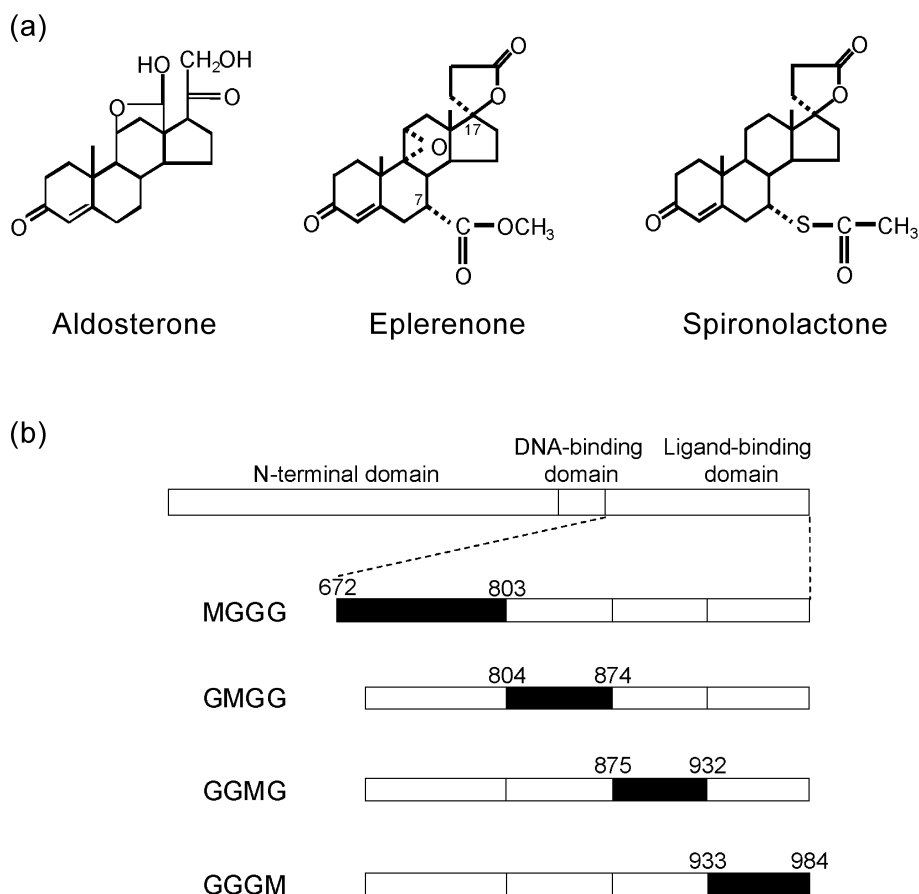 (a)
HO
CH2OH
O
O
O
Aldosterone
O
O
17
O
7
O
C
OCH3
O
Eplerenone
O
O
O
S
C
CH3
O
Spironolactone
(b)
N-terminal domain
DNA-binding
domain
Ligand-binding
domain
672
803
MGGG
804
874
GMGG
875
932
GGMG
933
984
GGGM